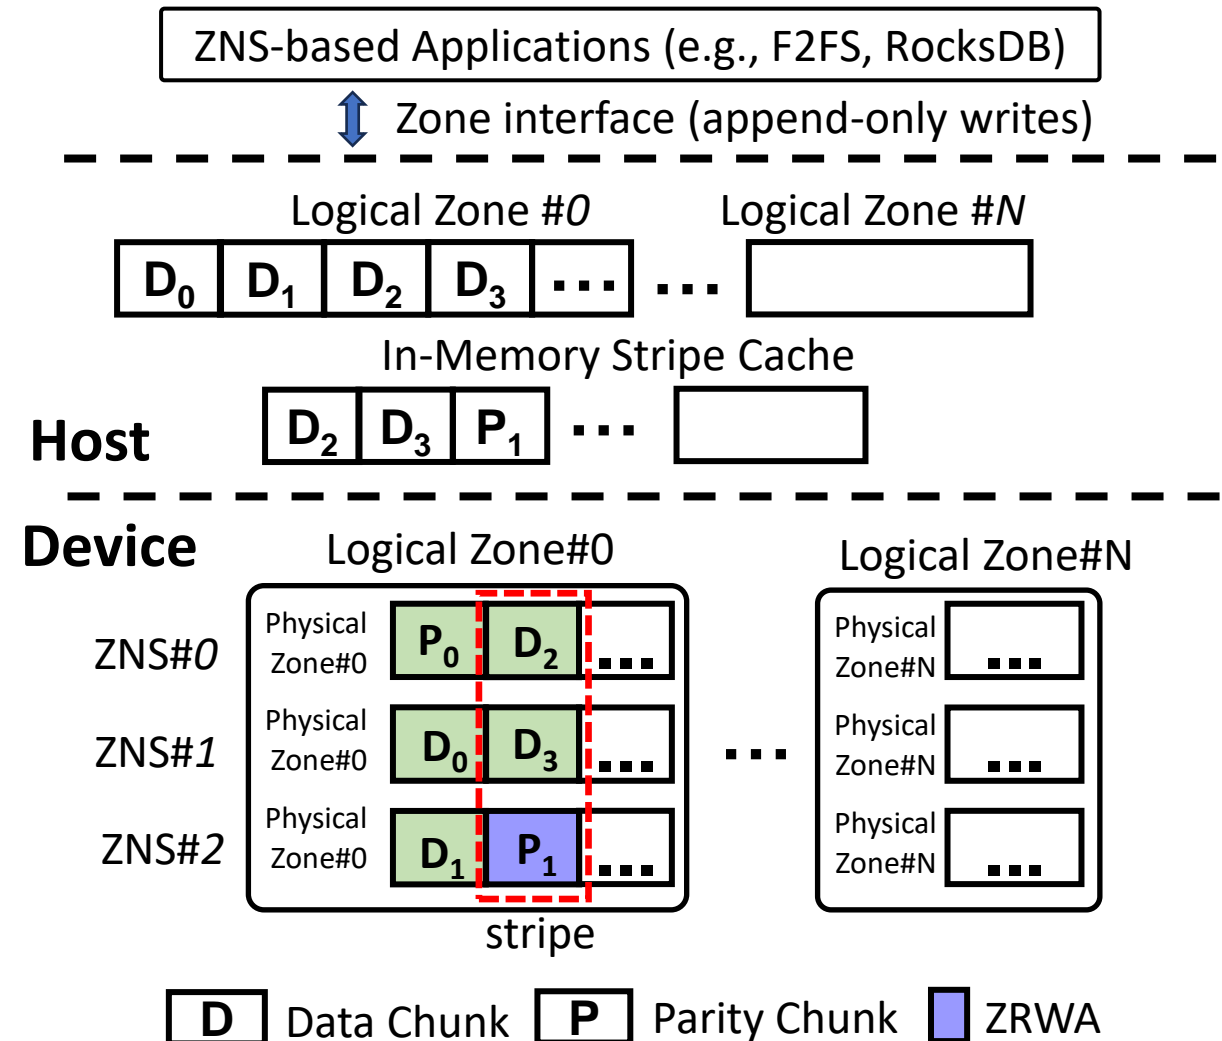 ZNS-based Applications (e.g., F2FS, RocksDB)
Zone interface (append-only writes)
Logical Zone #0 Logical Zone #N
D0 D1 D2 D3 ... ...
In-Memory Stripe Cache
D2 D3 P1 ...
Host
Device
Logical Zone#0 Logical Zone#N
ZNS#0 Physical Zone#0 P0 D2 ... Physical Zone#N ...
ZNS#1 Physical Zone#0 D0 D3 ... ... Physical Zone#N ...
ZNS#2 Physical Zone#0 D1 P1 ... Physical Zone#N ...
stripe
D Data Chunk P Parity Chunk ZRWA